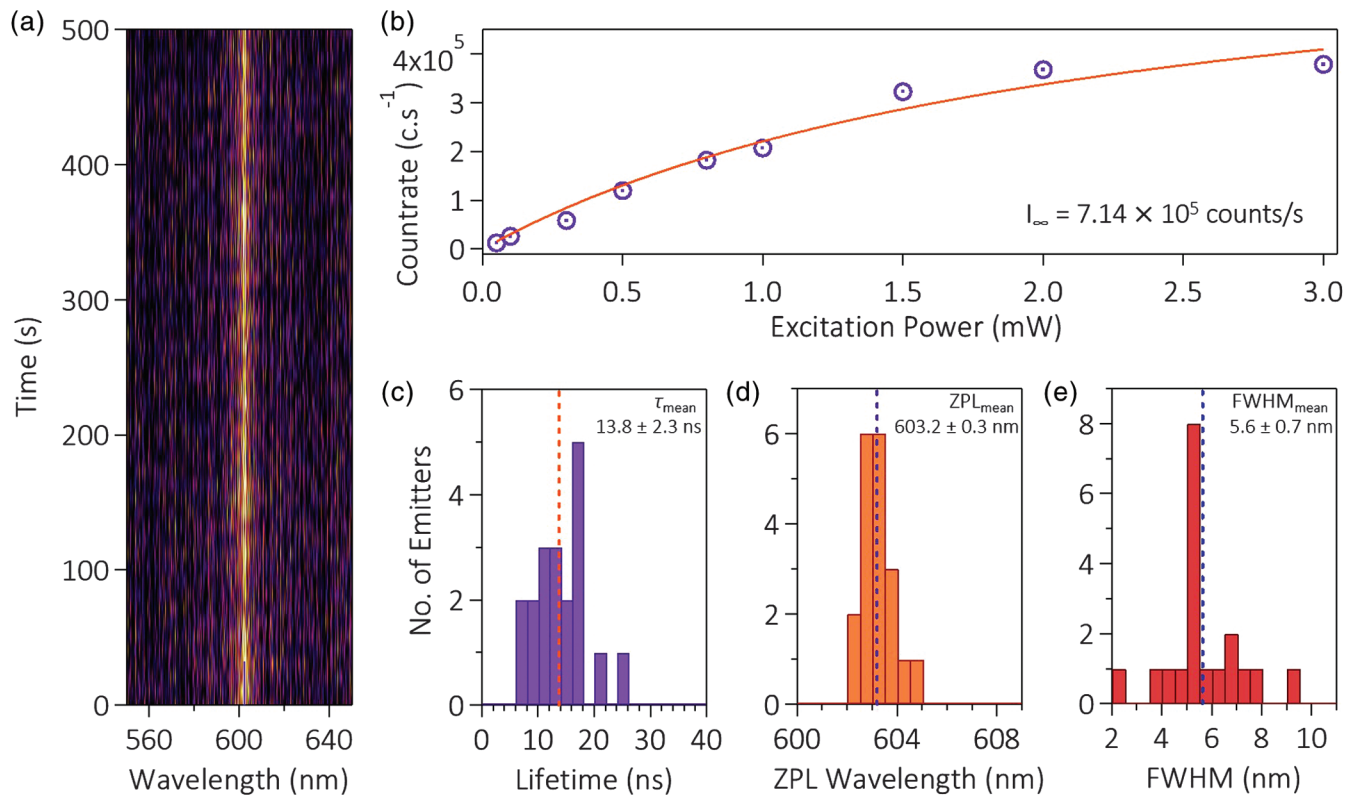 (a)
500
400
300
200
100
0
Time (s)
560
600
640
Wavelength (nm)
(b)
4x10⁵
3
2
1
0
Countrate (c.s⁻¹)
I∞ = 7.14 × 10⁵ counts/s
0.0
0.5
1.0
1.5
2.0
2.5
3.0
Excitation Power (mW)
(c)
6
4
2
0
No. of Emitters
τmean
13.8 ± 2.3 ns
0
10
20
30
40
Lifetime (ns)
(d)
6
4
2
0
ZPLmean
603.2 ± 0.3 nm
600
604
608
ZPL Wavelength (nm)
(e)
8
6
4
2
0
FWHMmean
5.6 ± 0.7 nm
2
4
6
8
10
FWHM (nm)